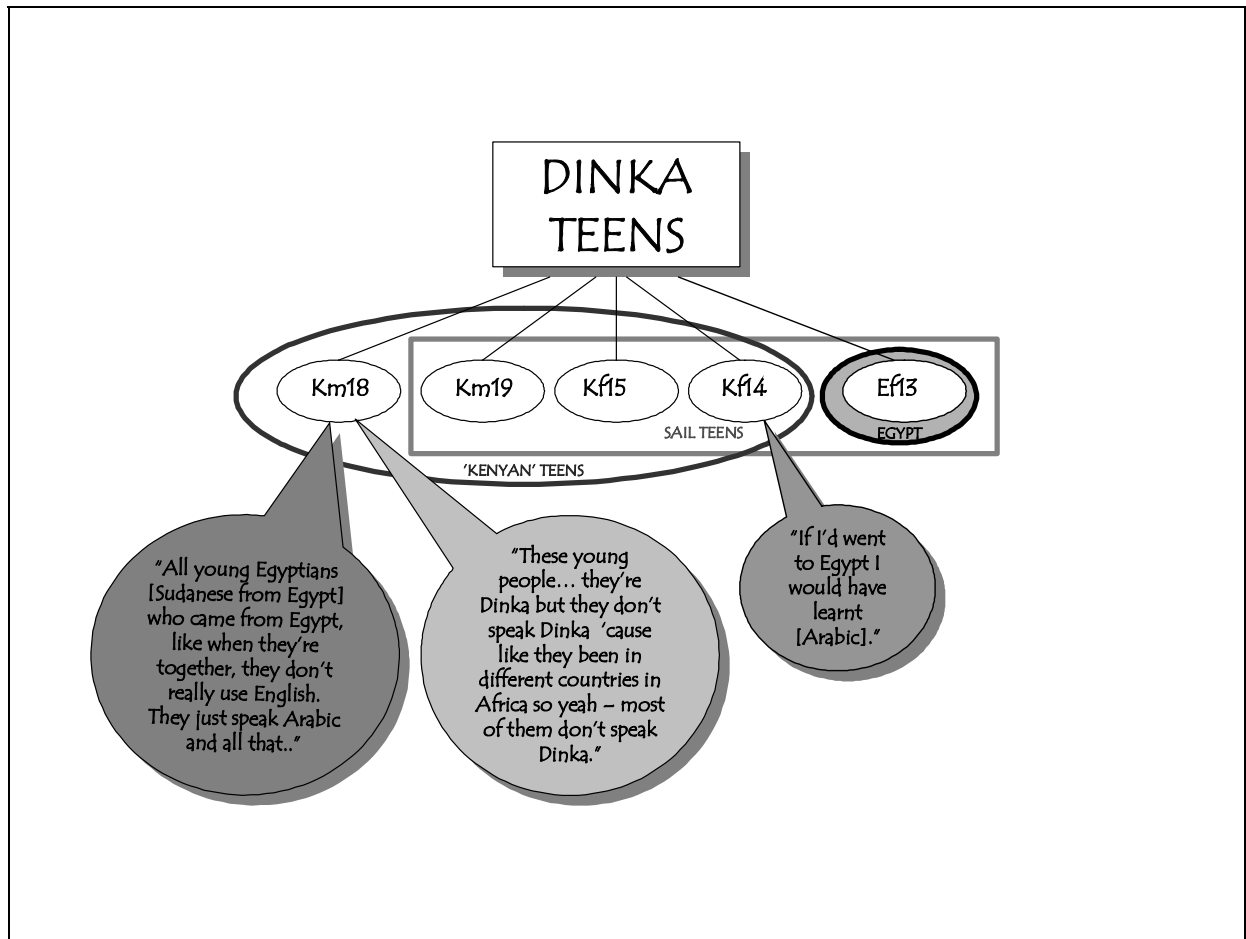 DINKA
TEENS
Km18
Km19
Kf15
Kf14
Ef13
SAIL TEENS
EGYPT
'KENYAN' TEENS
"All young Egyptians
[Sudanese from Egypt]
who came from Egypt,
like when they're
together, they don't
really use English.
They just speak Arabic
and all that.."
"These young
people... they're
Dinka but they don't
speak Dinka 'cause
like they been in
different countries in
Africa so yeah – most
of them don't speak
Dinka."
"If I'd went
to Egypt I
would have
learnt
[Arabic]."